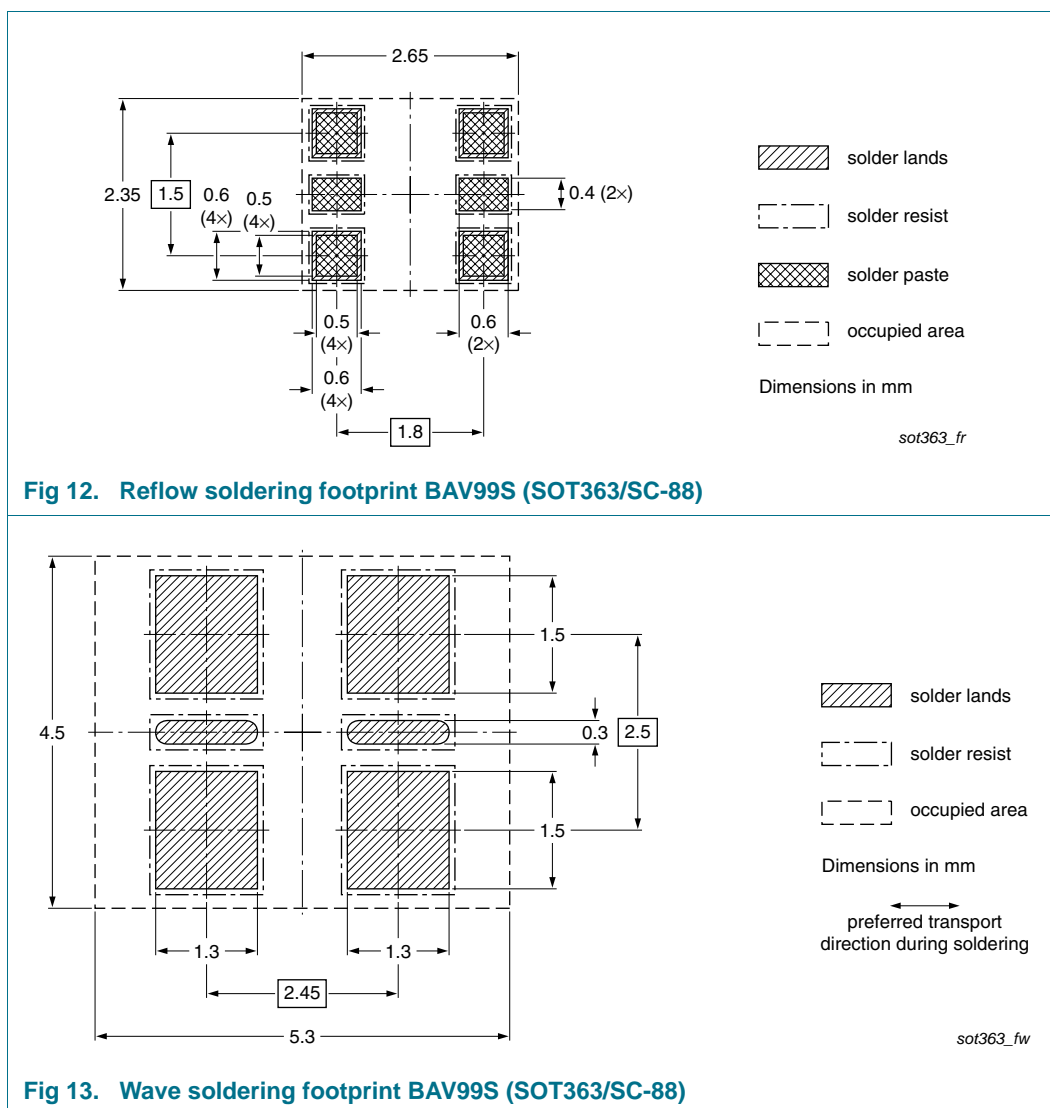 2.65
2.35
1.5
0.6
(4×)
0.5
(4×)
0.4 (2×)
0.5
(4×)
0.6
(2×)
0.6
(4×)
1.8
solder lands
solder resist
solder paste
occupied area
Dimensions in mm
sot363_fr
Fig 12. Reflow soldering footprint BAV99S (SOT363/SC-88)
4.5
1.5
0.3
2.5
1.5
1.3
1.3
2.45
5.3
solder lands
solder resist
occupied area
Dimensions in mm
preferred transport
direction during soldering
sot363_fw
Fig 13. Wave soldering footprint BAV99S (SOT363/SC-88)